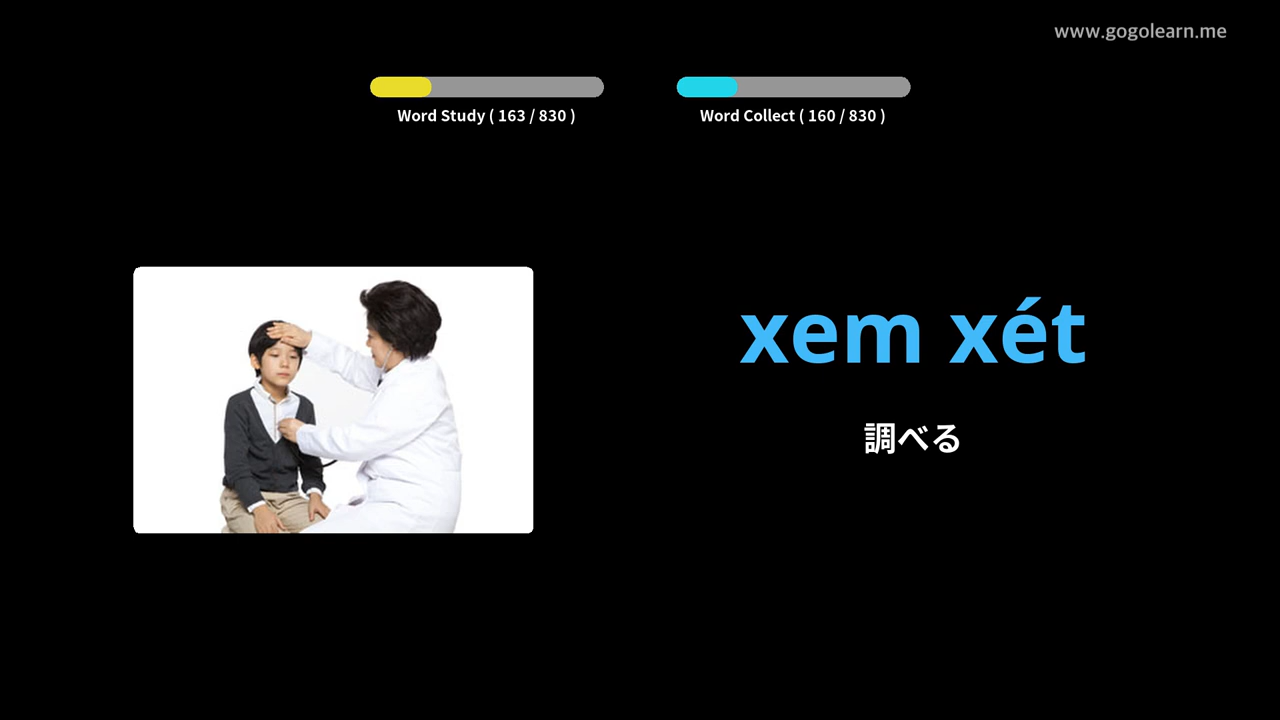 www.gogolearn.me
Word Study ( 163 / 830 )
Word Collect ( 160 / 830 )
xem xét
調べる